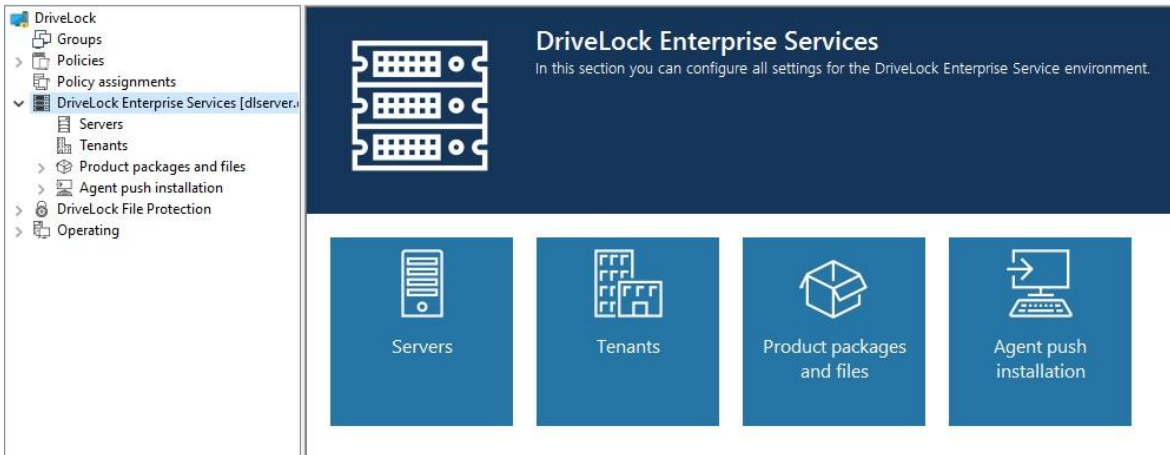 DriveLock
Groups
Policies
Policy assignments
DriveLock Enterprise Services [dlserver.
Servers
Tenants
Product packages and files
Agent push installation
DriveLock File Protection
Operating
DriveLock Enterprise Services
In this section you can configure all settings for the DriveLock Enterprise Service environment.
Servers
Tenants
Product packages
and files
Agent push
installation